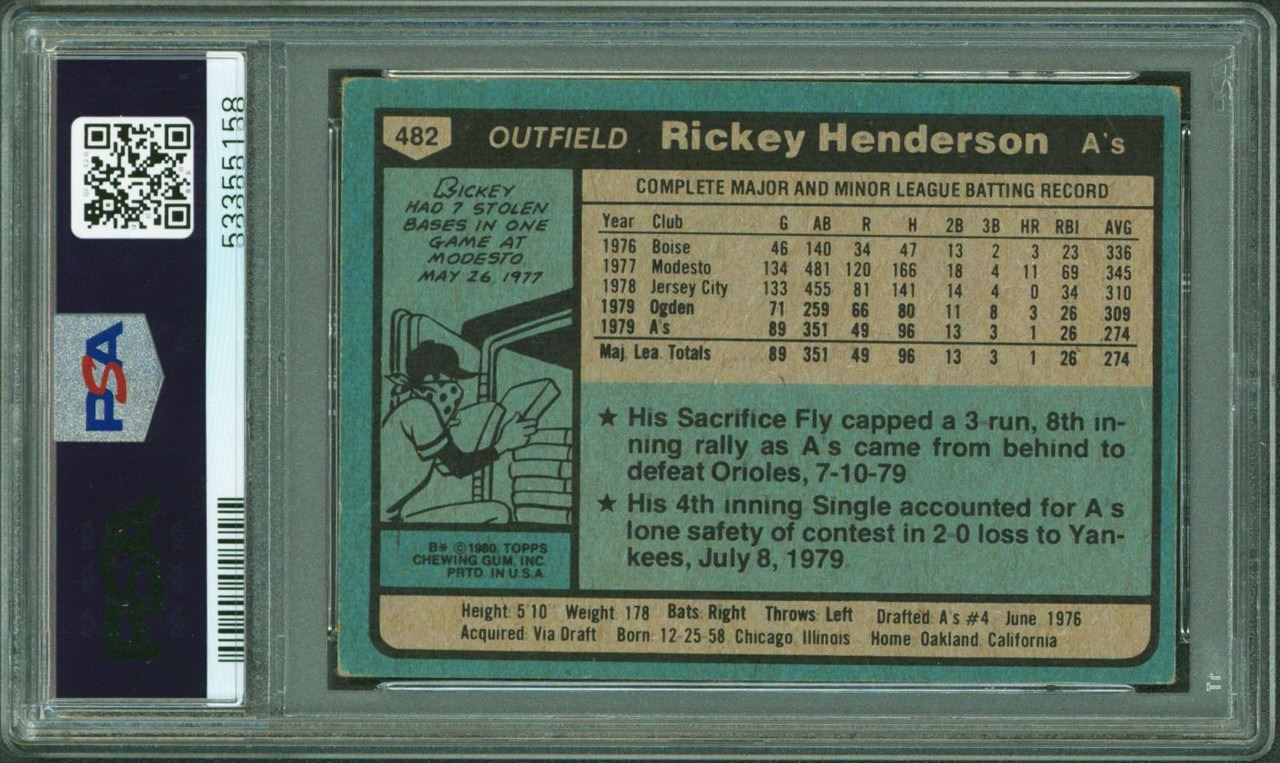 53355158
PSA
PSA
482 OUTFIELD Rickey Henderson A's
RICKEY
HAD 7 STOLEN
BASES IN ONE
GAME AT
MODESTO
MAY 26, 1977
B* © 1980, TOPPS
CHEWING GUM, INC.
PRTD. IN U.S.A.
COMPLETE MAJOR AND MINOR LEAGUE BATTING RECORD
Year Club G AB R H 2B 3B HR RBI AVG
1976 Boise 46 140 34 47 13 2 3 23 .336
1977 Modesto 134 481 120 166 18 4 11 69 .345
1978 Jersey City 133 455 81 141 14 4 0 34 .310
1979 Ogden 71 259 66 80 11 8 3 26 .309
1979 A's 89 351 49 96 13 3 1 26 .274
Maj. Lea. Totals 89 351 49 96 13 3 1 26 .274
★ His Sacrifice Fly capped a 3-run, 8th in-
ning rally as A's came from behind to
defeat Orioles, 7-10-79
★ His 4th inning Single accounted for A's
lone safety of contest in 2-0 loss to Yan-
kees, July 8, 1979
Height: 5'10" Weight: 178 Bats: Right Throws: Left Drafted: A's #4 June, 1976
Acquired: Via Draft Born: 12-25-58 Chicago, Illinois Home: Oakland, California